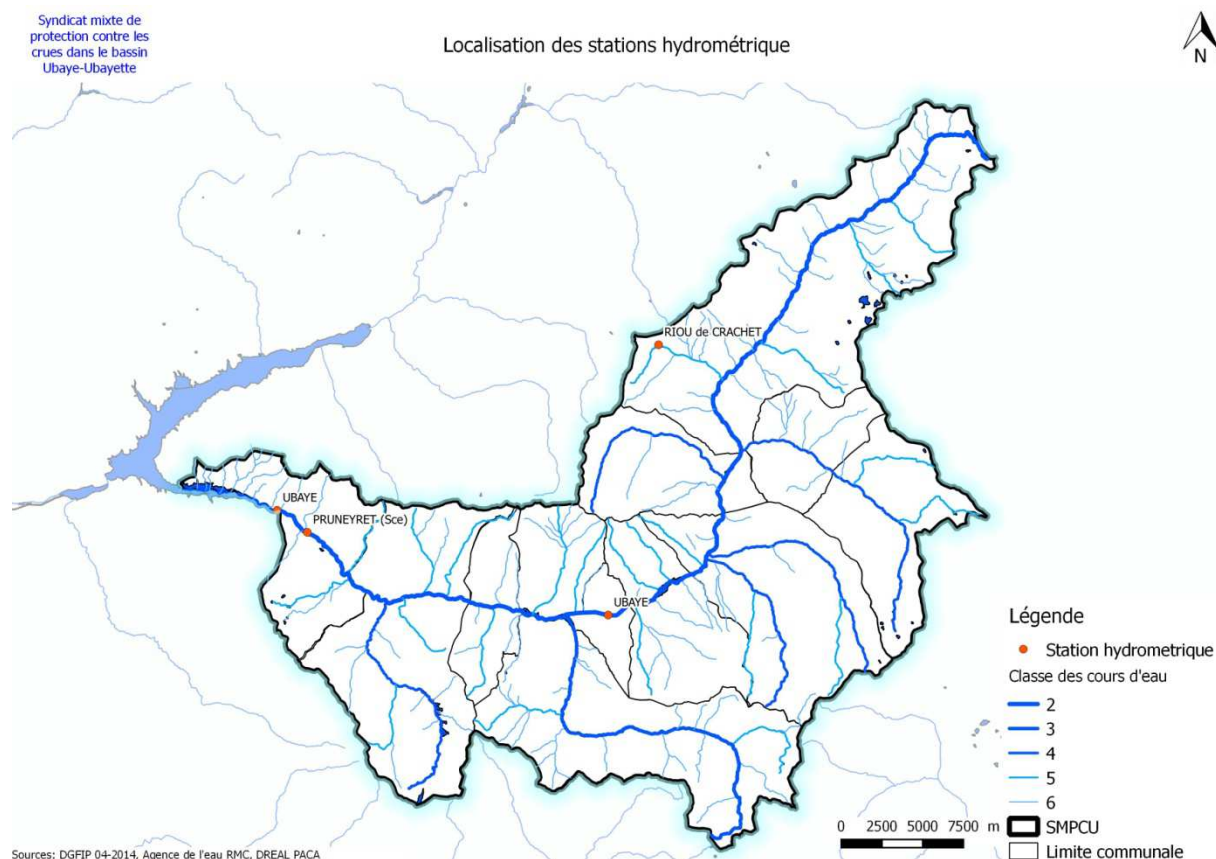 Syndicat mixte de
protection contre les
crues dans le bassin
Ubaye-Ubayette
Localisation des stations hydrométrique
N
RIOU de CRACHET
UBAYE
PRUNEYRET (Sce)
UBAYE
Légende
Station hydrometrique
Classe des cours d'eau
2
3
4
5
6
SMPCU
Limite communale
0 2500 5000 7500 m
Sources: DGFIP 04-2014, Agence de l'eau RMC, DREAL PACA